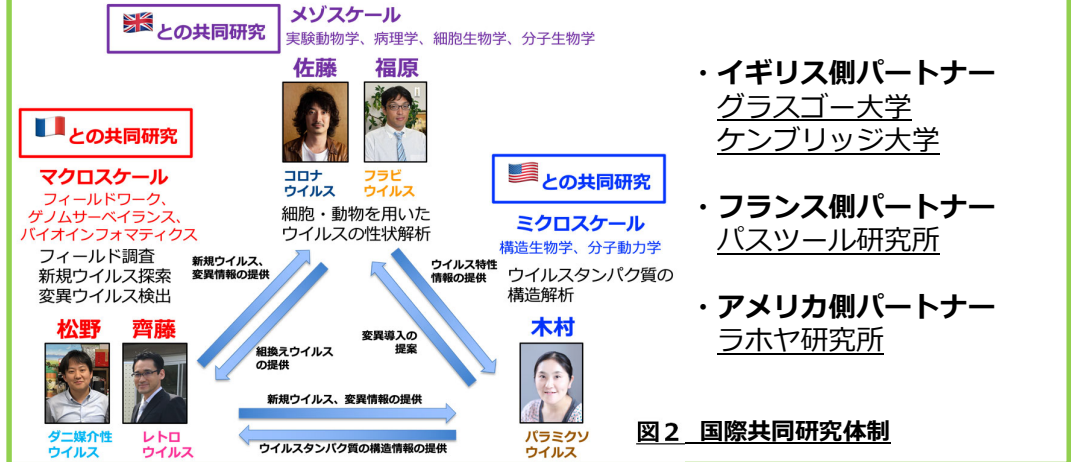 との共同研究
メゾスケール
実験動物学、病理学、細胞生物学、分子生物学
佐藤 福原
コロナ
ウイルス
フラビ
ウイルス
細胞・動物を用いた
ウイルスの性状解析
との共同研究
マクロスケール
フィールドワーク、
ゲノムサーベイランス、
バイオインフォマティクス
フィールド調査
新規ウイルス探索
変異ウイルス検出
松野 齊藤
ダニ媒介性
ウイルス
レトロ
ウイルス
との共同研究
ミクロスケール
構造生物学、分子動力学
ウイルスタンパク質の
構造解析
木村
パラミクソ
ウイルス
新規ウイルス、
変異情報の提供
組換えウイルス
の提供
ウイルス特性
情報の提供
変異導入の
提案
新規ウイルス、変異情報の提供
ウイルスタンパク質の構造情報の提供
・イギリス側パートナー
グラスゴー大学
ケンブリッジ大学
・フランス側パートナー
パスツール研究所
・アメリカ側パートナー
ラホヤ研究所
図2 国際共同研究体制